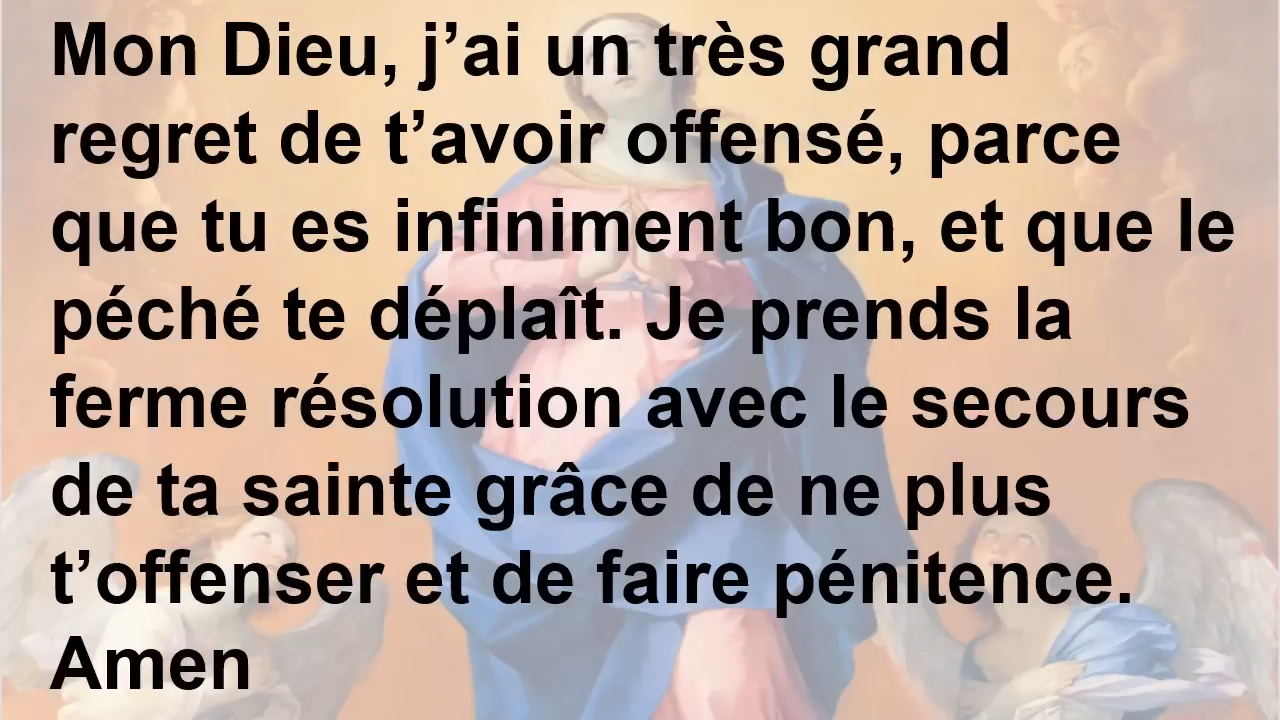 Mon Dieu, j’ai un très grand
regret de t’avoir offensé, parce
que tu es infiniment bon, et que le
péché te déplaît. Je prends la
ferme résolution avec le secours
de ta sainte grâce de ne plus
t’offenser et de faire pénitence.
Amen